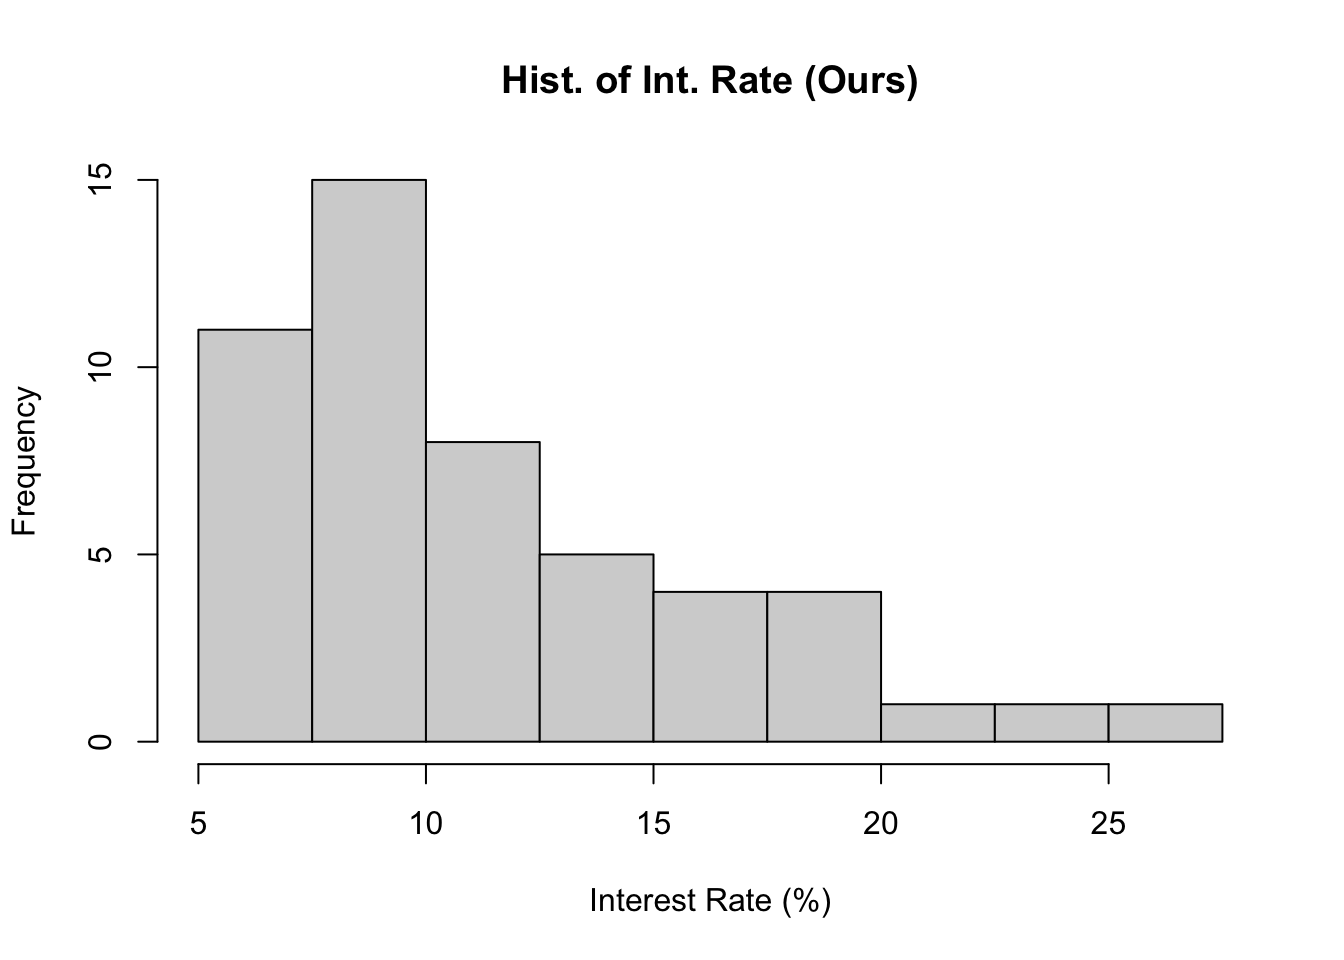 Hist. of Int. Rate (Ours)
Frequency
15
10
5
0
5 10 15 20 25
Interest Rate (%)